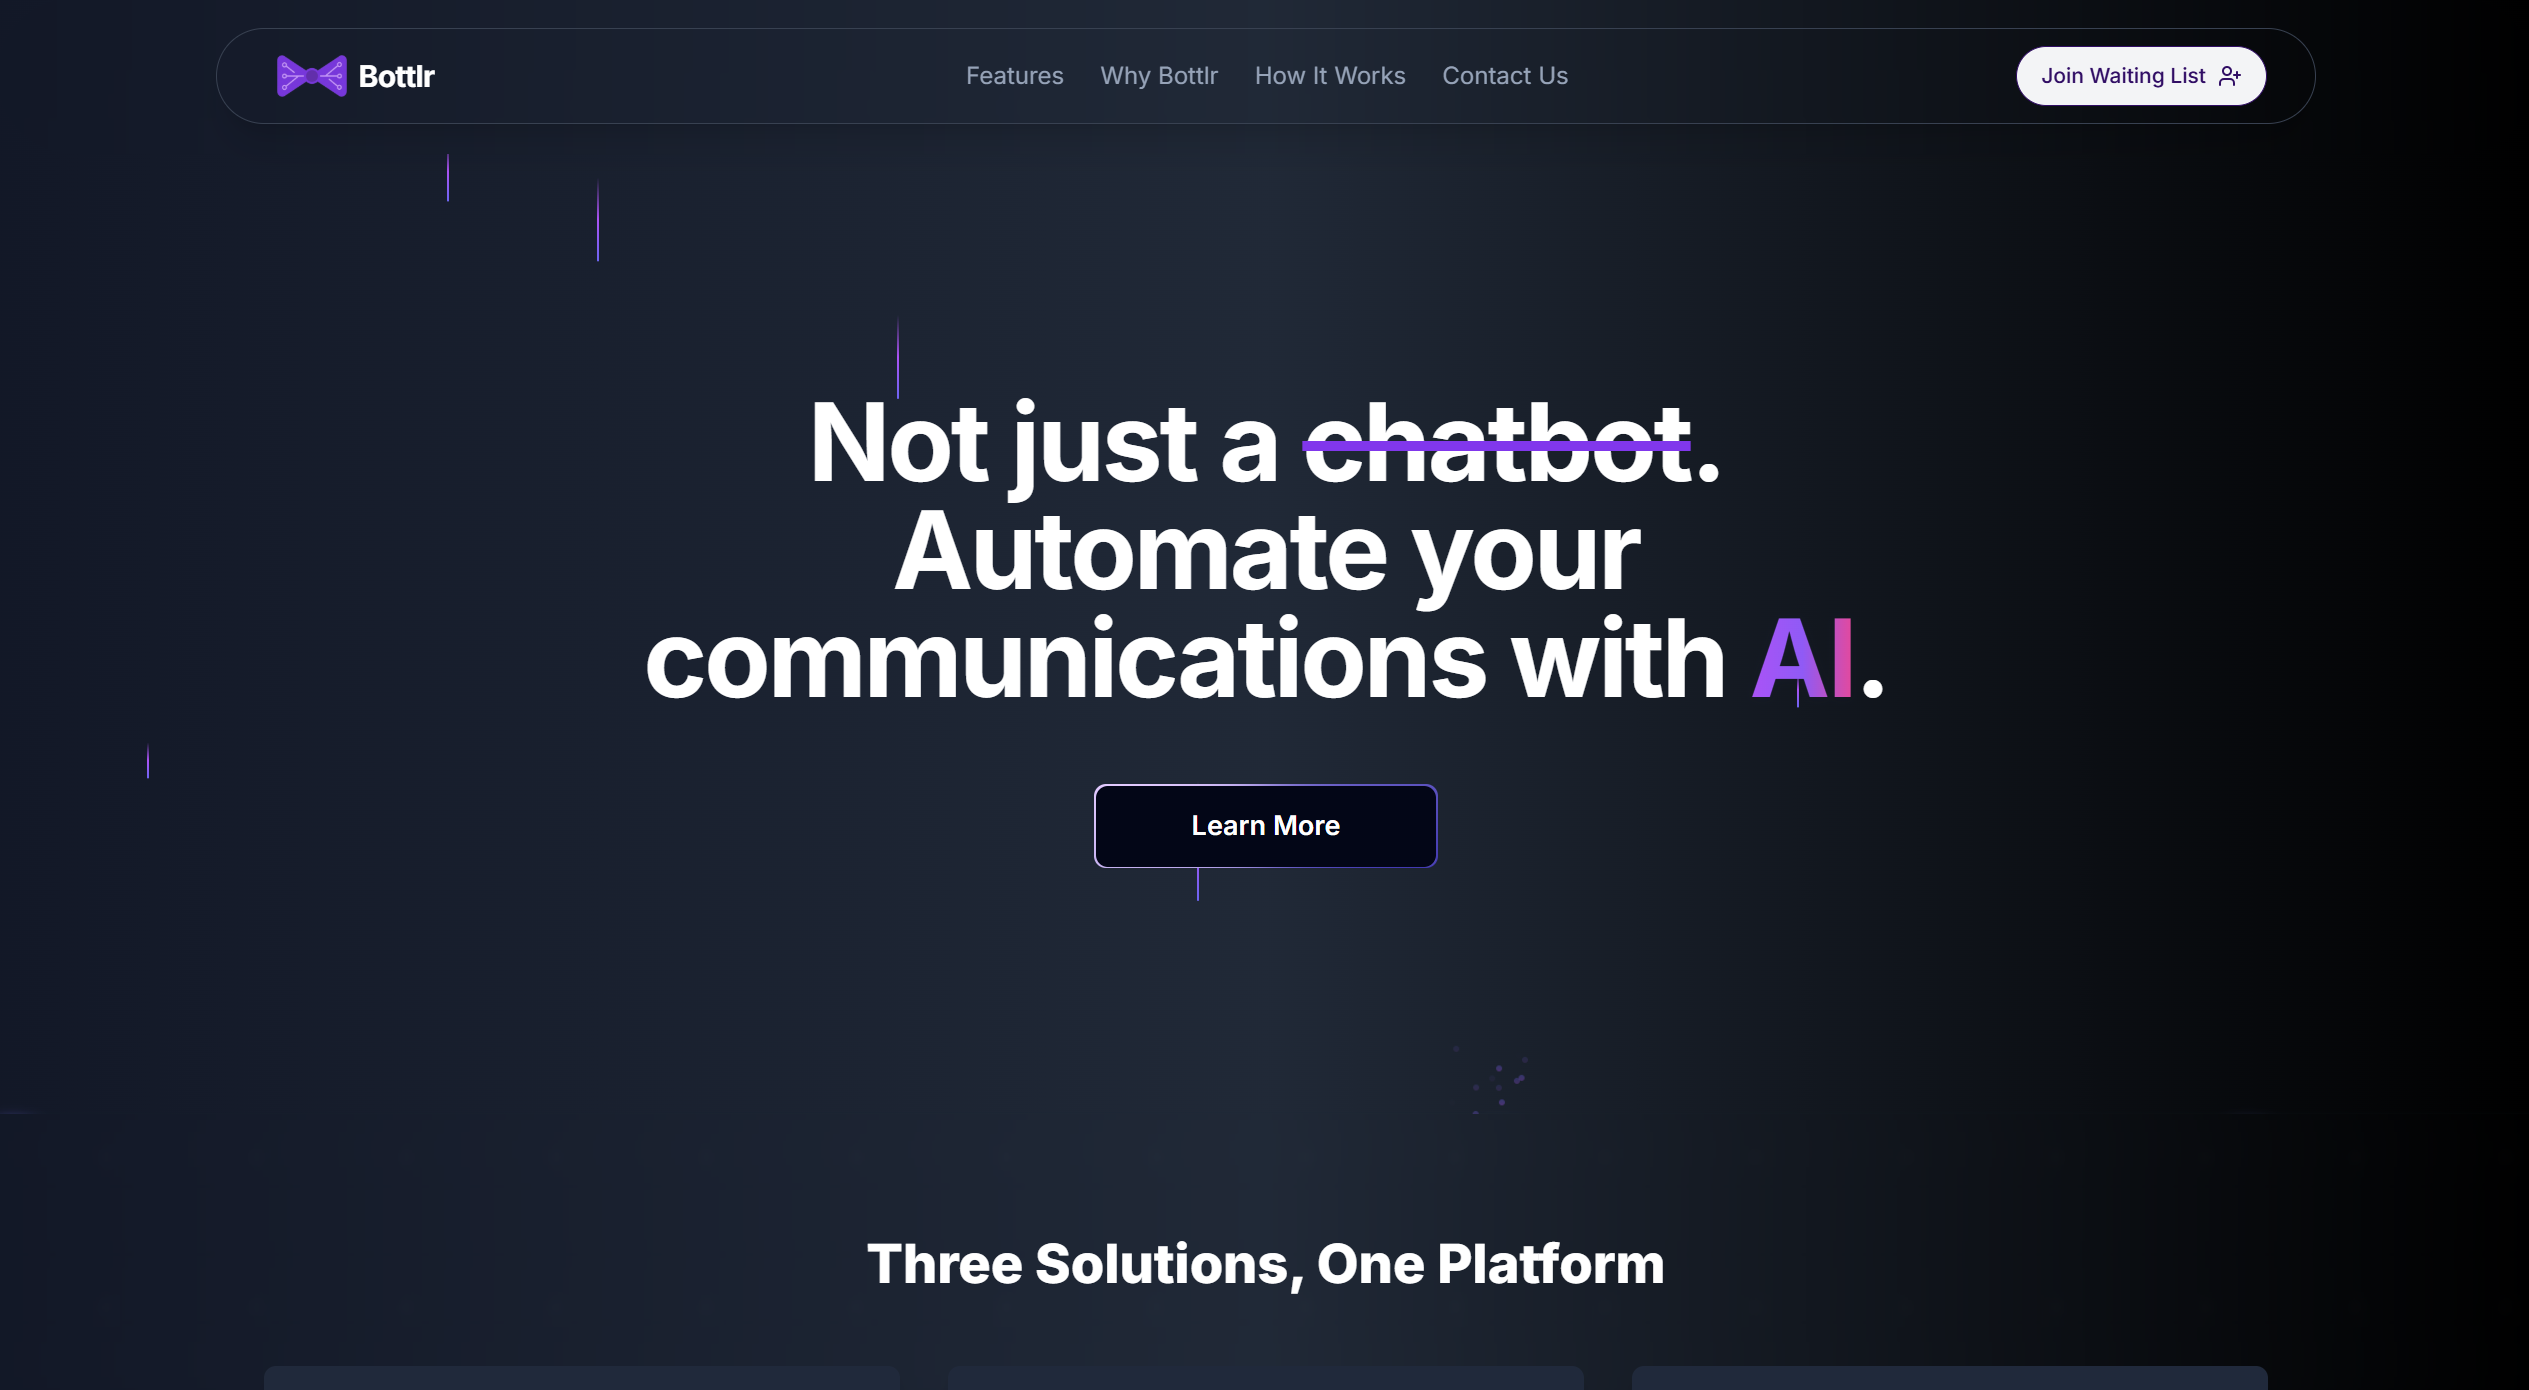 Bottlr
Features
Why Bottlr
How It Works
Contact Us
Join Waiting List
Not just a chatbot.
Automate your
communications with AI.
Learn More
Three Solutions, One Platform